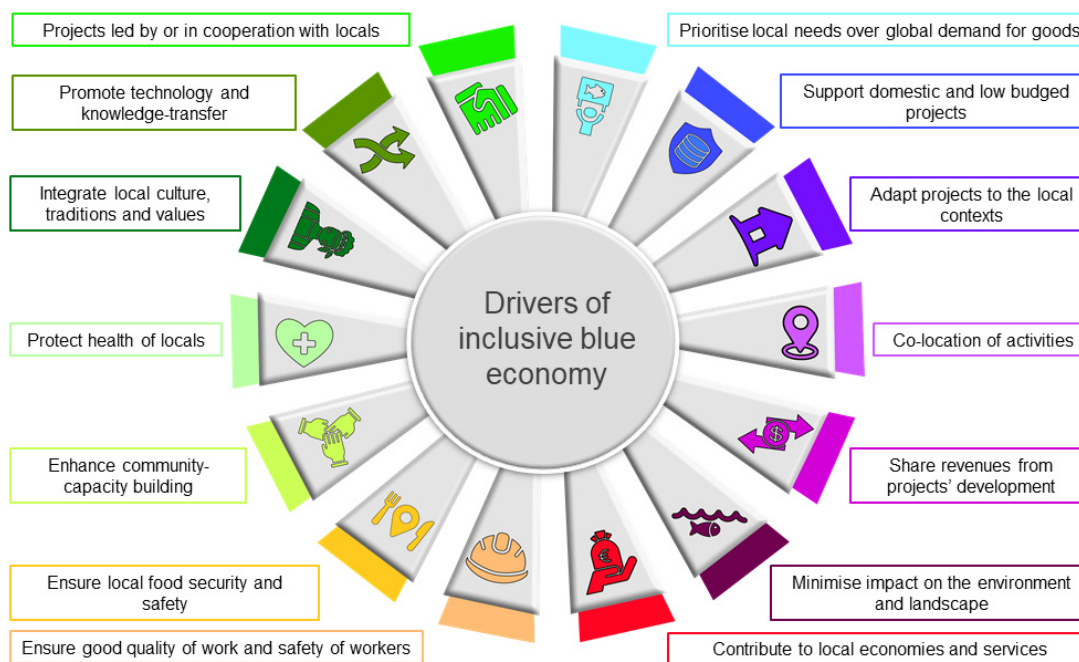 Projects led by or in cooperation with locals
Prioritise local needs over global demand for goods
Promote technology and
knowledge-transfer
Support domestic and low budged
projects
Integrate local culture,
traditions and values
Adapt projects to the local
contexts
Drivers of
inclusive blue
economy
Protect health of locals
Co-location of activities
Enhance community-
capacity building
Share revenues from
projects’ development
Ensure local food security and
safety
Minimise impact on the environment
and landscape
Ensure good quality of work and safety of workers
Contribute to local economies and services
$
€